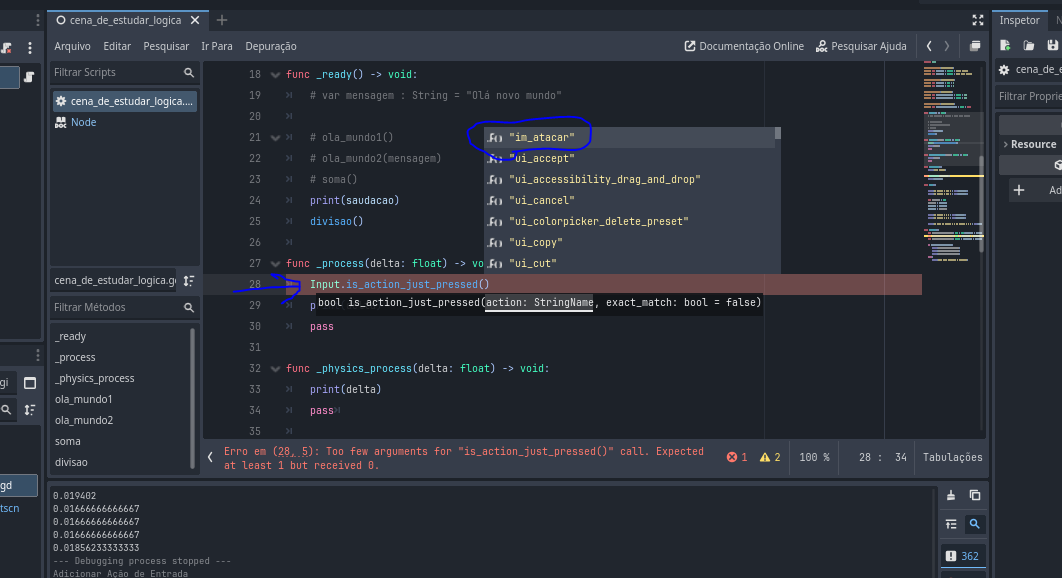 cena_de_estudar_logica
Inspetor
N
Arquivo Editar Pesquisar Ir Para Depuração
Documentação Online Pesquisar Ajuda
Filtrar Scripts
cena_de_estudar_logica....
Node
cena_de_estudar_logica.g
Filtrar Métodos
_ready
_process
_physics_process
ola_mundo1
ola_mundo2
soma
divisao
18 func _ready() -> void:
19 # var mensagem : String = "Olá novo mundo"
20
21 # ola_mundo1()
22 # ola_mundo2(mensagem)
23 # soma()
24 print(saudacao)
25 divisao()
26
27 func _process(delta: float) -> vo
28 Input.is_action_just_pressed()
29 p
30 pass
31
32 func _physics_process(delta: float) -> void:
33 print(delta)
34 pass
35
"im_atacar"
"ui_accept"
"ui_accessibility_drag_and_drop"
"ui_cancel"
"ui_colorpicker_delete_preset"
"ui_copy"
"ui_cut"
bool is_action_just_pressed(action: StringName, exact_match: bool = false)
Erro em (28, 5): Too few arguments for "is_action_just_pressed()" call. Expected
at least 1 but received 0.
1 2 100 % 28 : 34 Tabulações
cena_de_e
Filtrar Proprie
Resource
Ad
gi
gd
tscn
0.019402
0.01666666666667
0.01666666666667
0.01666666666667
0.01856233333333
--- Debugging process stopped ---
Adicionar Ação de Entrada
362